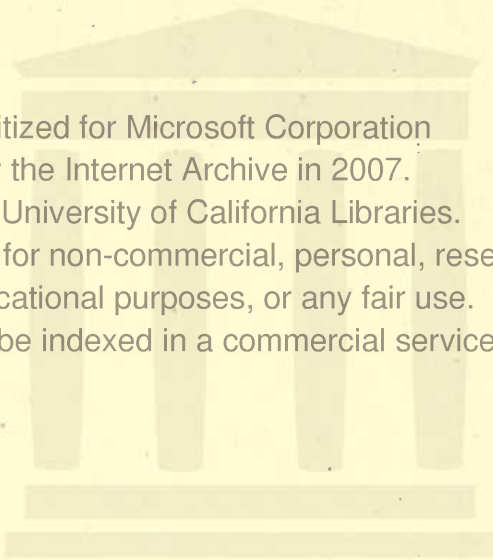 itized for Microsoft Corporation
the Internet Archive in 2007.
University of California Libraries.
for non-commercial, personal, rese
cational purposes, or any fair use.
be indexed in a commercial service